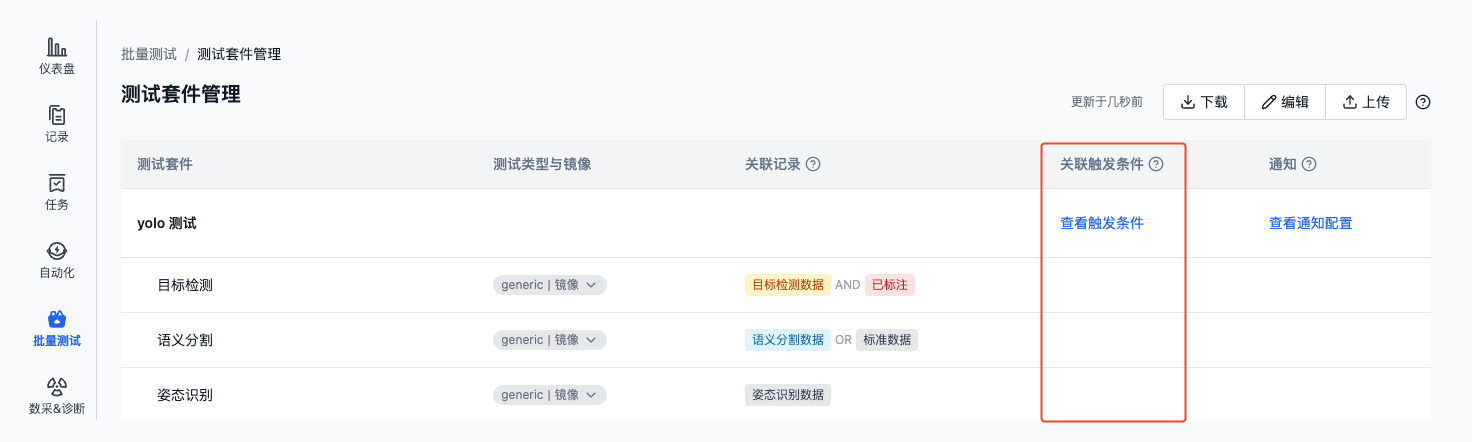 仪表盘
记录
任务
自动化
批量测试
数采&诊断
批量测试 / 测试套件管理
测试套件管理
更新于几秒前 下载 编辑 上传
测试套件 测试类型与镜像 关联记录 关联触发条件 通知
yolo 测试 查看触发条件 查看通知配置
目标检测 generic | 镜像 目标检测数据 AND 已标注
语义分割 generic | 镜像 语义分割数据 OR 标准数据
姿态识别 generic | 镜像 姿态识别数据